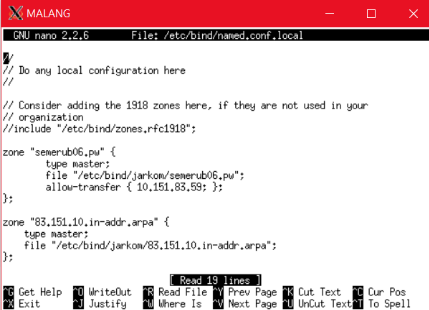 MALANG
GNU nano 2.2.6 File: /etc/bind/named.conf.local
//
// Do any local configuration here
//
// Consider adding the 1918 zones here, if they are not used in your
// organization
//include "/etc/bind/zones.rfc1918";
zone "semerub06.pw" {
type master;
file "/etc/bind/jarkom/semerub06.pw";
allow-transfer { 10.151.83.59; };
};
zone "83.151.10.in-addr.arpa" {
type master;
file "/etc/bind/jarkom/83.151.10.in-addr.arpa";
};
[ Read 19 lines ]
^G Get Help ^O WriteOut ^R Read File ^Y Prev Page ^K Cut Text ^C Cur Pos
^X Exit ^J Justify ^W Where Is ^V Next Page ^U UnCut Text ^T To Spell